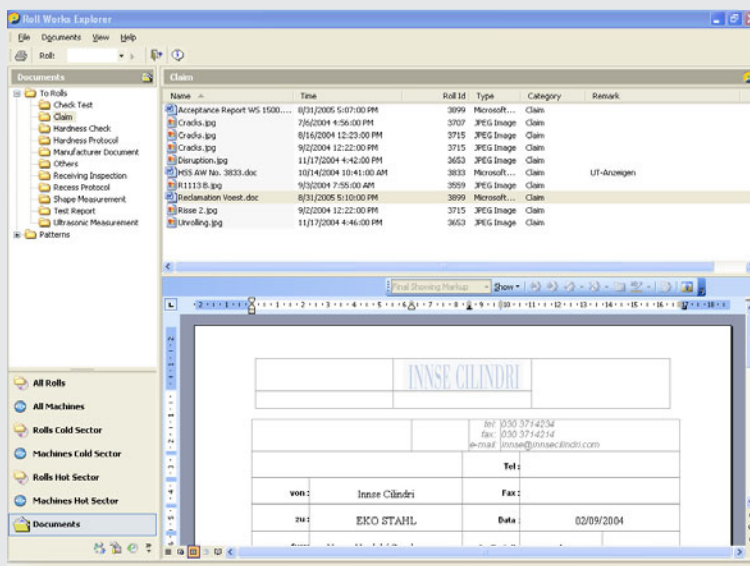 Roll Works Explorer
File Documents View Help
Roll:
Documents
To Rolls
Check Test
Claim
Hardness Check
Hardness Protocol
Manufacturer Document
Others
Receiving Inspection
Recess Protocol
Shape Measurement
Test Report
Ultrasonic Measurement
Patterns
All Rolls
All Machines
Rolls Cold Sector
Machines Cold Sector
Rolls Hot Sector
Machines Hot Sector
Documents
Claim
Name Time Roll Id Type Category Remark
Acceptance Report WS 1500.... 8/31/2005 5:07:00 PM 3899 Microsoft... Claim
Cracks.jpg 7/6/2004 4:56:00 PM 3707 JPEG Image Claim
Cracks.jpg 8/16/2004 12:23:00 PM 3715 JPEG Image Claim
Cracks.jpg 9/2/2004 12:22:00 PM 3715 JPEG Image Claim
Disruption.jpg 11/17/2004 4:42:00 PM 3653 JPEG Image Claim
HSS AW No. 3833.doc 10/14/2004 10:41:00 AM 3833 Microsoft... Claim UT-Anzeigen
R1113 B.jpg 9/3/2004 7:55:00 AM 3559 JPEG Image Claim
Reclamation Voest.doc 8/31/2005 5:10:00 PM 3899 Microsoft... Claim
Risse 2.jpg 9/2/2004 12:22:00 PM 3715 JPEG Image Claim
Unrolling.jpg 11/17/2004 4:46:00 PM 3653 JPEG Image Claim
Final Showing Markup Show
INNSE CILINDRI
tel: 030 3714234
fax: 030 3714214
e-mail: innse@innsecilindri.com
Tel:
von: Innse Cilindri Fax:
zu: EKO STAHL Data: 02/09/2004